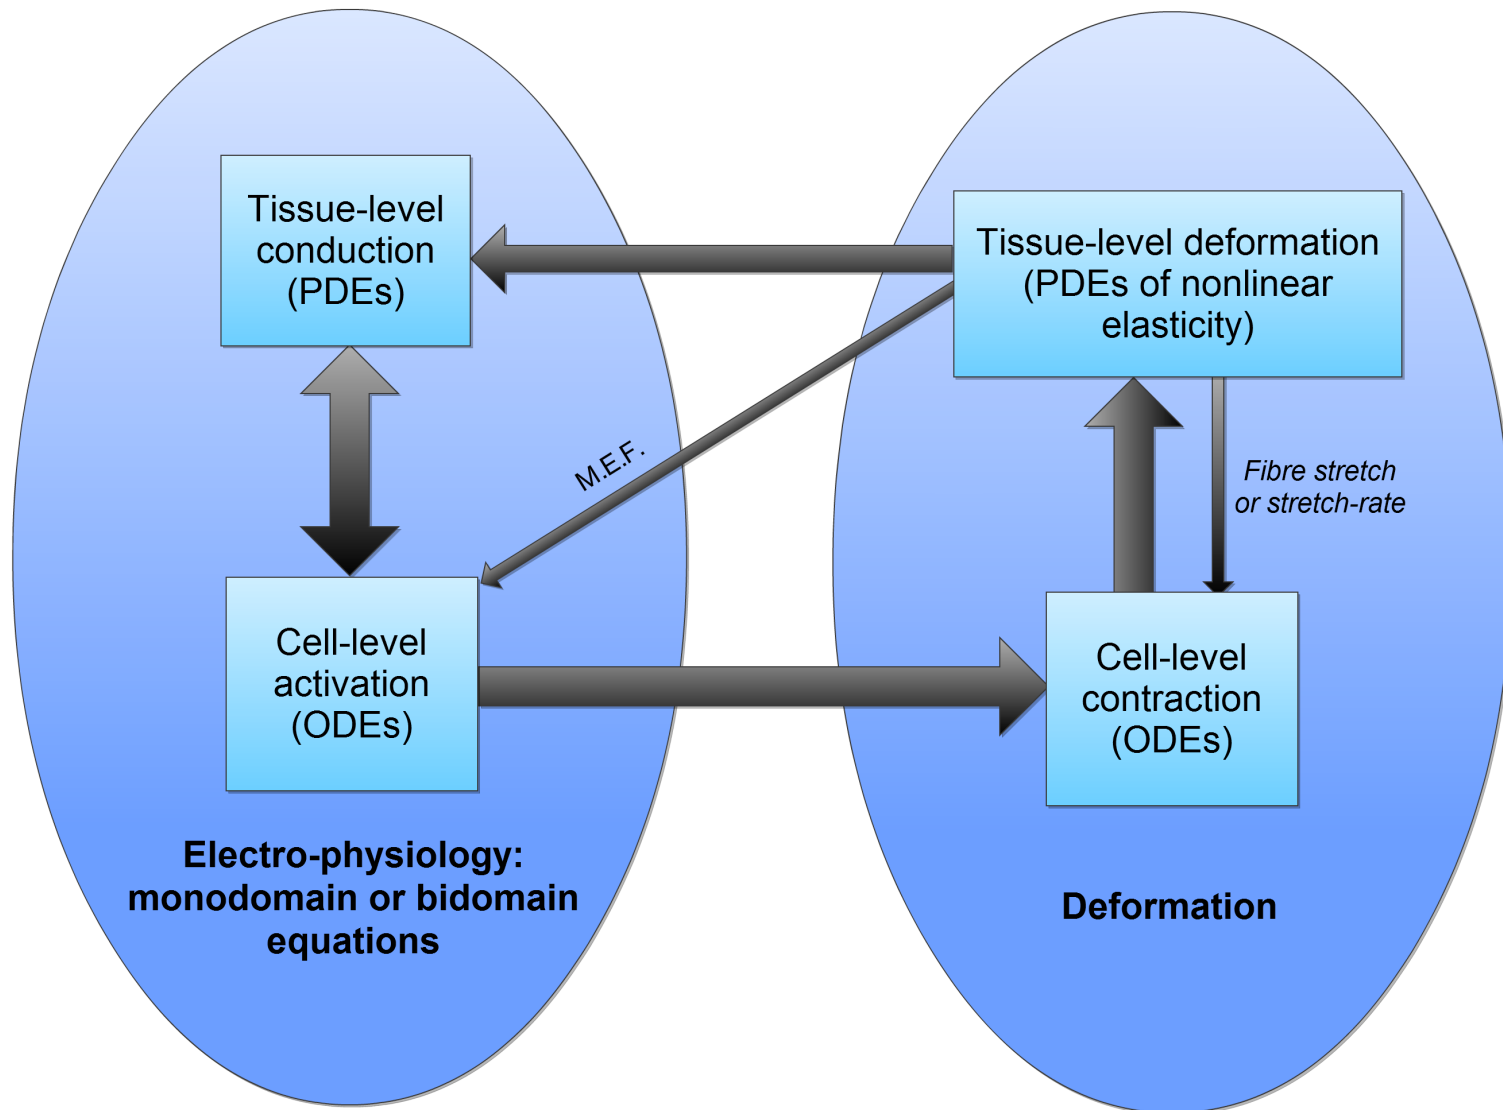 Tissue-level
conduction
(PDEs)
Tissue-level deformation
(PDEs of nonlinear
elasticity)
M.E.F.
Fibre stretch
or stretch-rate
Cell-level
activation
(ODEs)
Cell-level
contraction
(ODEs)
Electro-physiology:
monodomain or bidomain
equations
Deformation